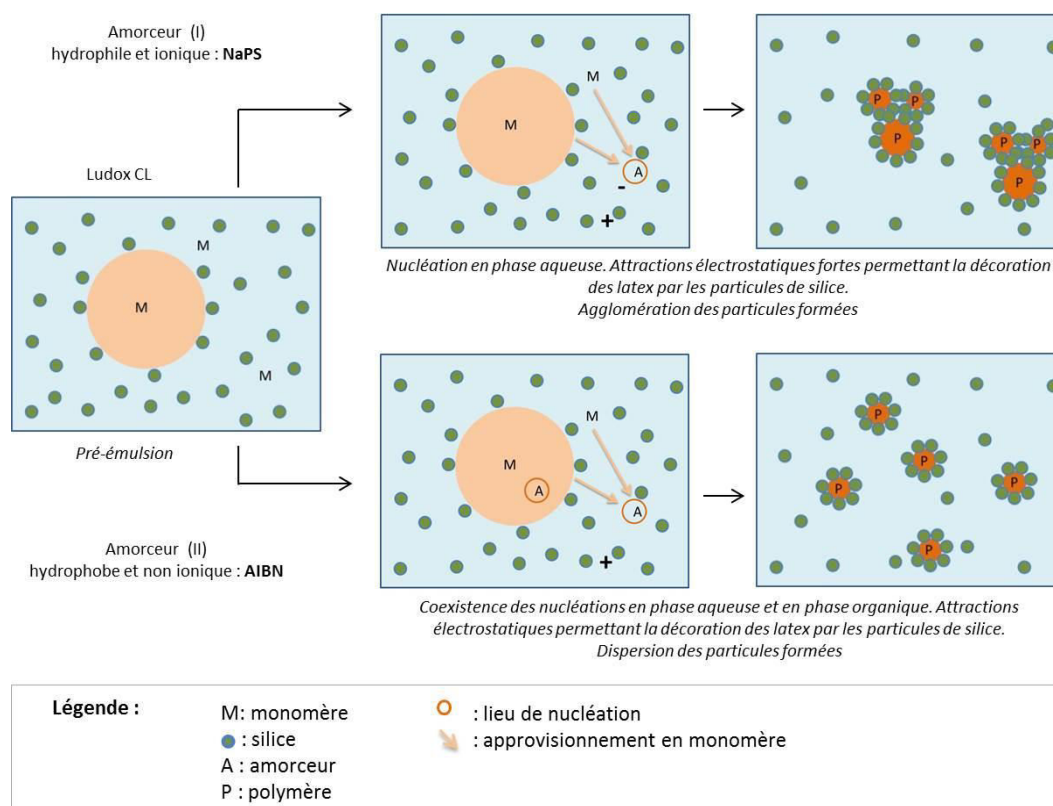 Amorceur (I)
hydrophile et ionique : NaPS
M
M
A
-
+
P
P
P
P
P
P
Ludox CL
M
M
M
Nucléation en phase aqueuse. Attractions électrostatiques fortes permettant la décoration
des latex par les particules de silice.
Agglomération des particules formées
Pré-émulsion
Amorceur (II)
hydrophobe et non ionique : AIBN
M
M
A
A
+
P
P
P
P
P
Coexistence des nucléations en phase aqueuse et en phase organique. Attractions
électrostatiques permettant la décoration des latex par les particules de silice.
Dispersion des particules formées
Légende :
M: monomère
: silice
A : amorceur
P : polymère
: lieu de nucléation
: approvisionnement en monomère